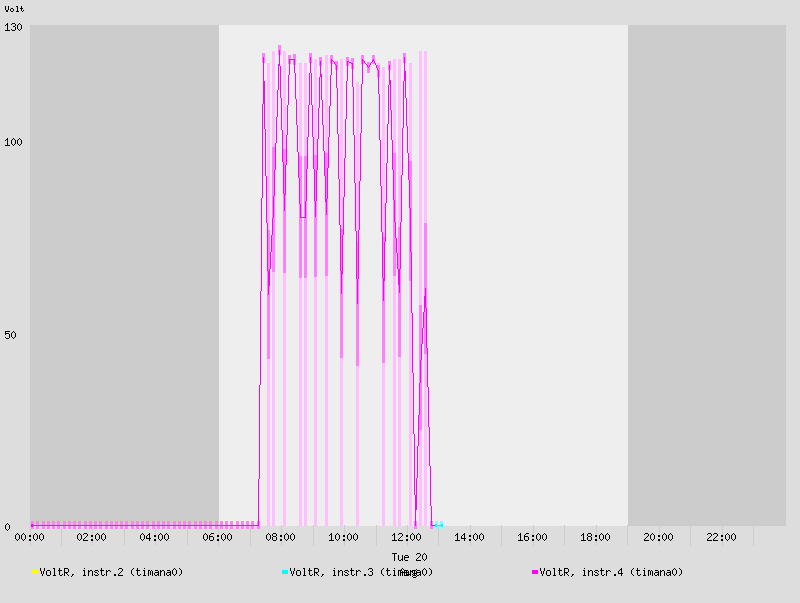 Volt
130
100
50
0
00:00 02:00 04:00 06:00 08:00 10:00 12:00 14:00 16:00 18:00 20:00 22:00
Tue 20
Aug
VoltR, instr.2 (timana0) VoltR, instr.3 (timana0) VoltR, instr.4 (timana0)